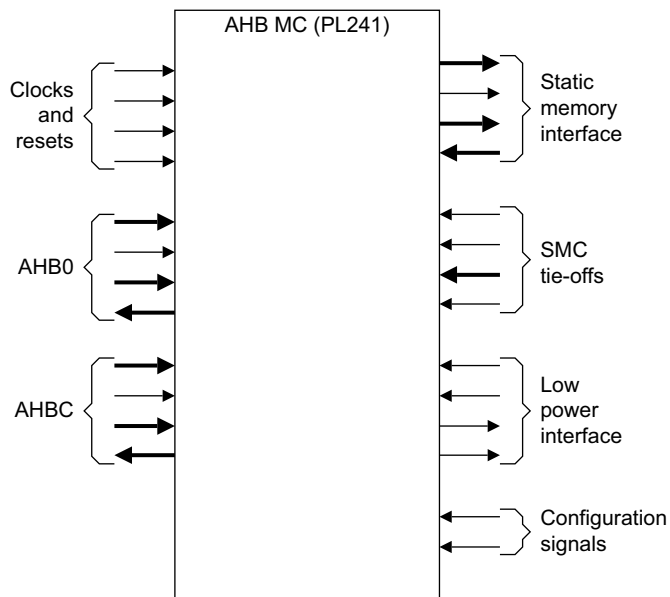 AHB MC (PL241)
Clocks
and
resets
AHB0
AHBC
Static
memory
interface
SMC
tie-offs
Low
power
interface
Configuration
signals